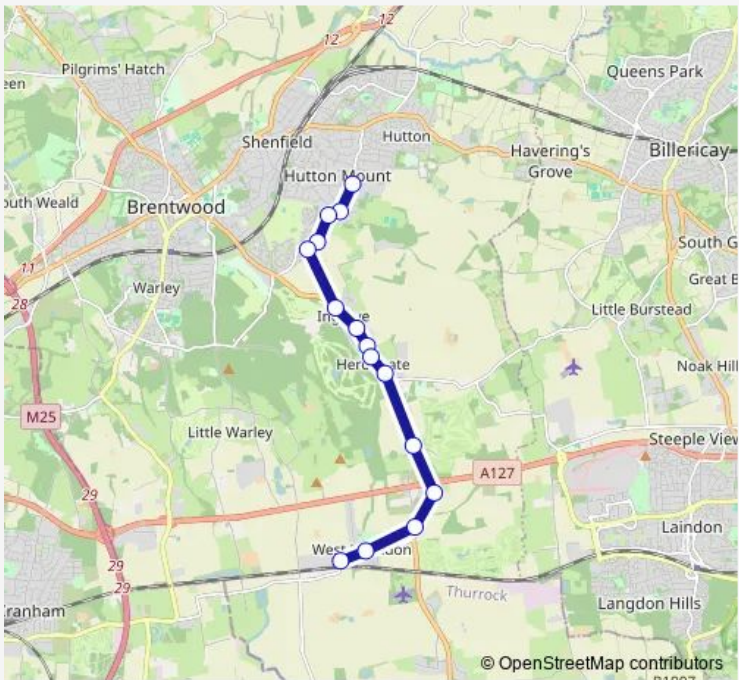 12
12
Pilgrims' Hatch
Queens Park
Shenfield
Hutton
Havering's
Grove
Billericay
Hutton Mount
outh Weald
Brentwood
South G
11
28
Warley
Great B
Little Burstead
Noak Hill
M25
Little Warley
Steeple View
A127
29
Laindon
29
29
Thurrock
ranham
Langdon Hills
© OpenStreetMap contributors